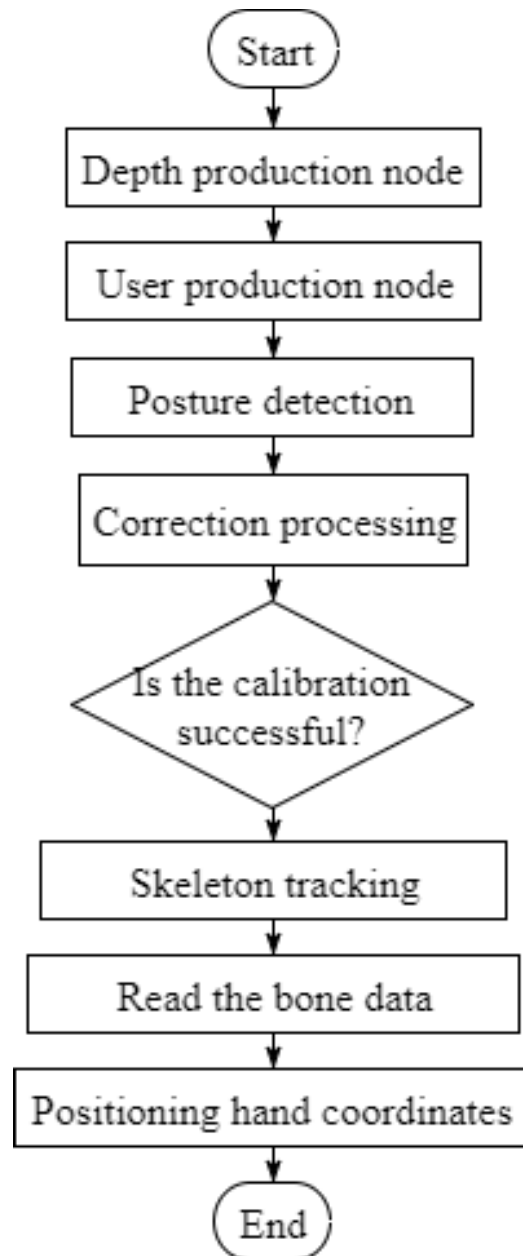 Start
Depth production node
User production node
Posture detection
Correction processing
Is the calibration
successful?
Skeleton tracking
Read the bone data
Positioning hand coordinates
End